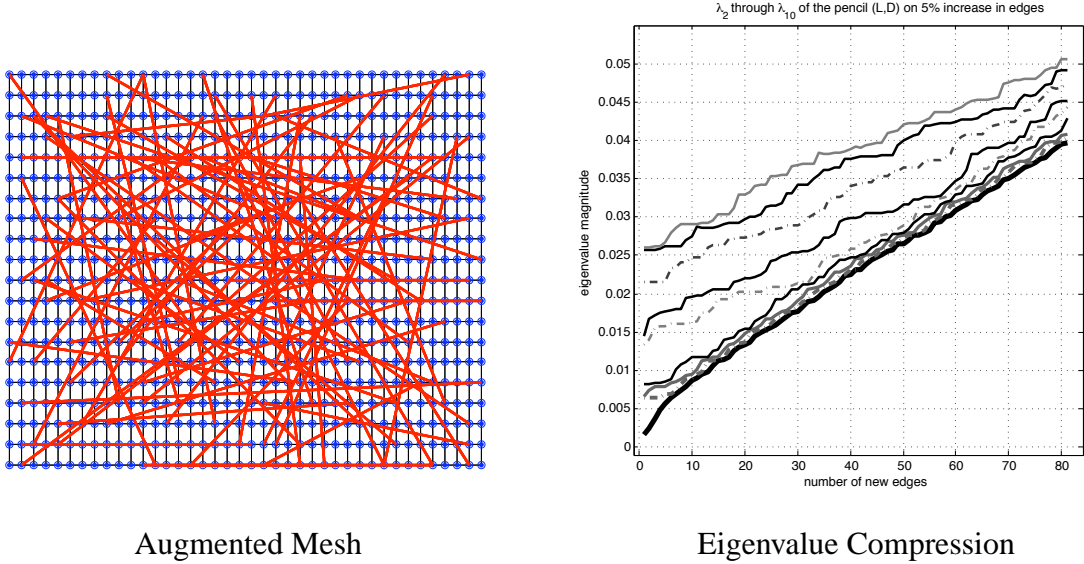 λ2 through λ10 of the pencil (L,D) on 5% increase in edges
0.05
0.045
0.04
0.035
0.03
0.025
0.02
0.015
0.01
0.005
0
eigenvalue magnitude
0 10 20 30 40 50 60 70 80
number of new edges
Augmented Mesh
Eigenvalue Compression